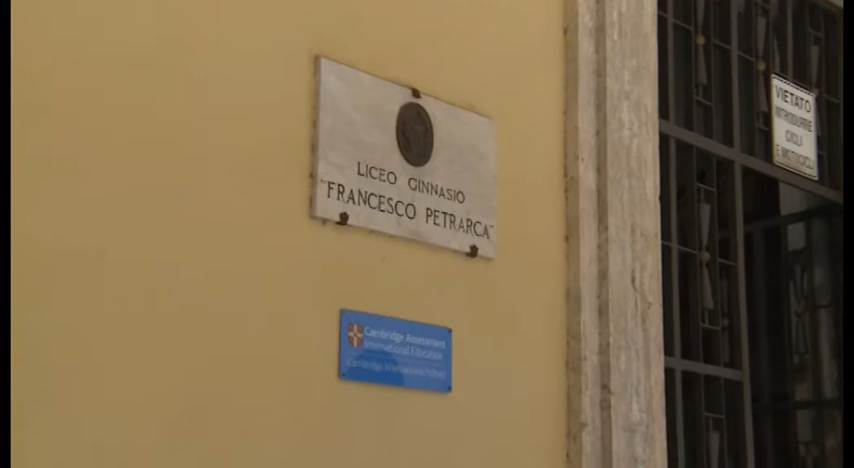 LICEO GINNASIO
"FRANCESCO PETRARCA"
Cambridge Assessment
International Education
Cambridge International School
VIETATO
INTRODURRE
CICLI
E MOTOCICLI